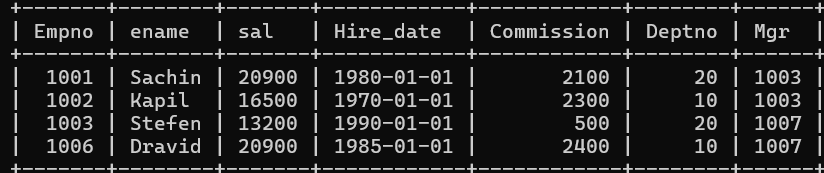 +-------+--------+-------+------------+------------+--------+------+
| Empno | ename  | sal   | Hire_date  | Commission | Deptno | Mgr  |
+-------+--------+-------+------------+------------+--------+------+
|  1001 | Sachin | 20900 | 1980-01-01 |       2100 |     20 | 1003 |
|  1002 | Kapil  | 16500 | 1970-01-01 |       2300 |     10 | 1003 |
|  1003 | Stefen | 13200 | 1990-01-01 |        500 |     20 | 1007 |
|  1006 | Dravid | 20900 | 1985-01-01 |       2400 |     10 | 1007 |
+-------+--------+-------+------------+------------+--------+------+